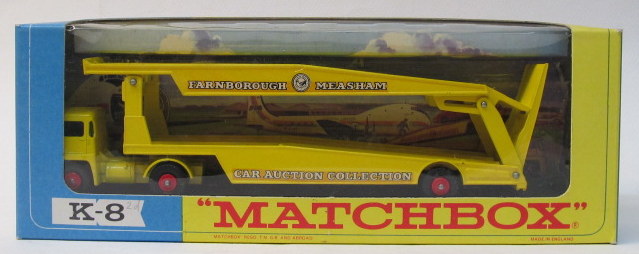 FARNBOROUGH MEASHAM
CAR AUCTION COLLECTION
K-8
"MATCHBOX"
MADE IN ENGLAND